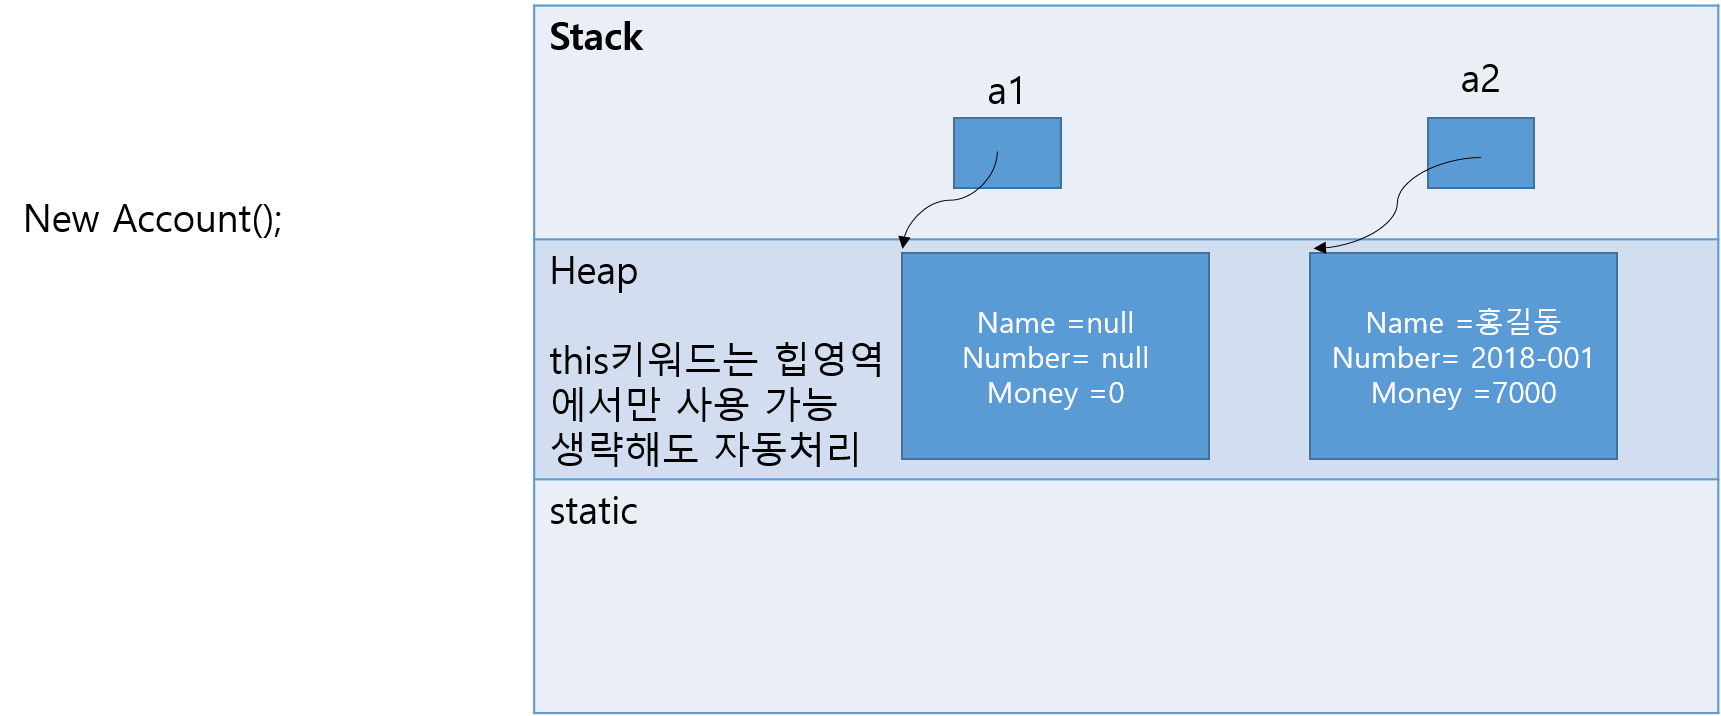 New Account();
Stack
a1
a2
Heap
this키워드는 힙영역
에서만 사용 가능
생략해도 자동처리
Name =null
Number= null
Money =0
Name =홍길동
Number= 2018-001
Money =7000
static